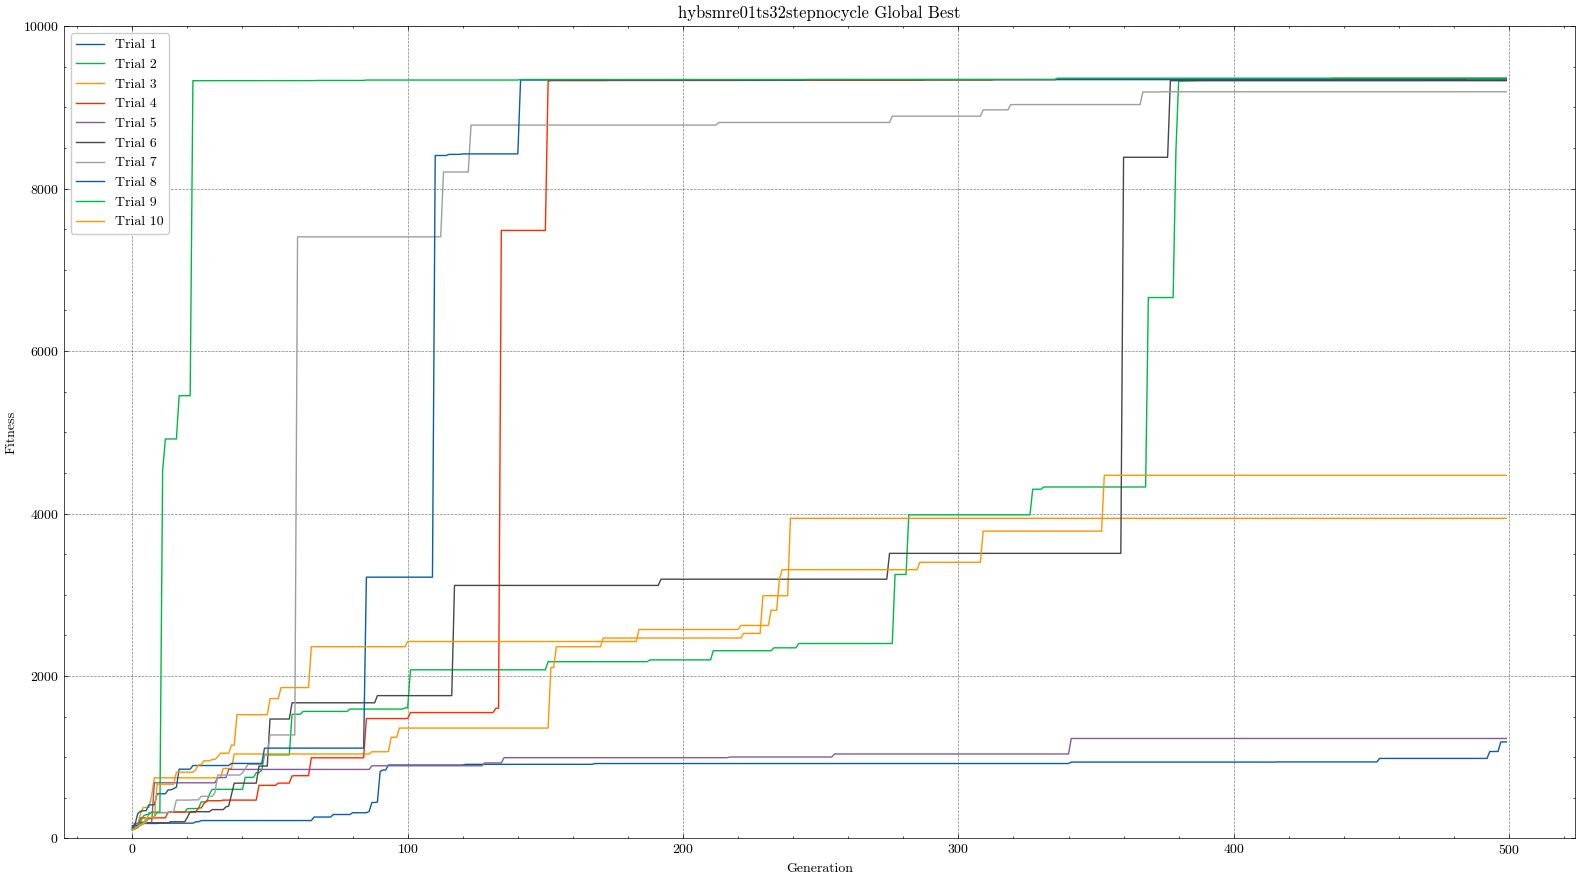 hybsmre01ts32stepnocycle Global Best
10000
8000
6000
4000
2000
0
Fitness
Trial 1
Trial 2
Trial 3
Trial 4
Trial 5
Trial 6
Trial 7
Trial 8
Trial 9
Trial 10
0 100 200 300 400 500
Generation